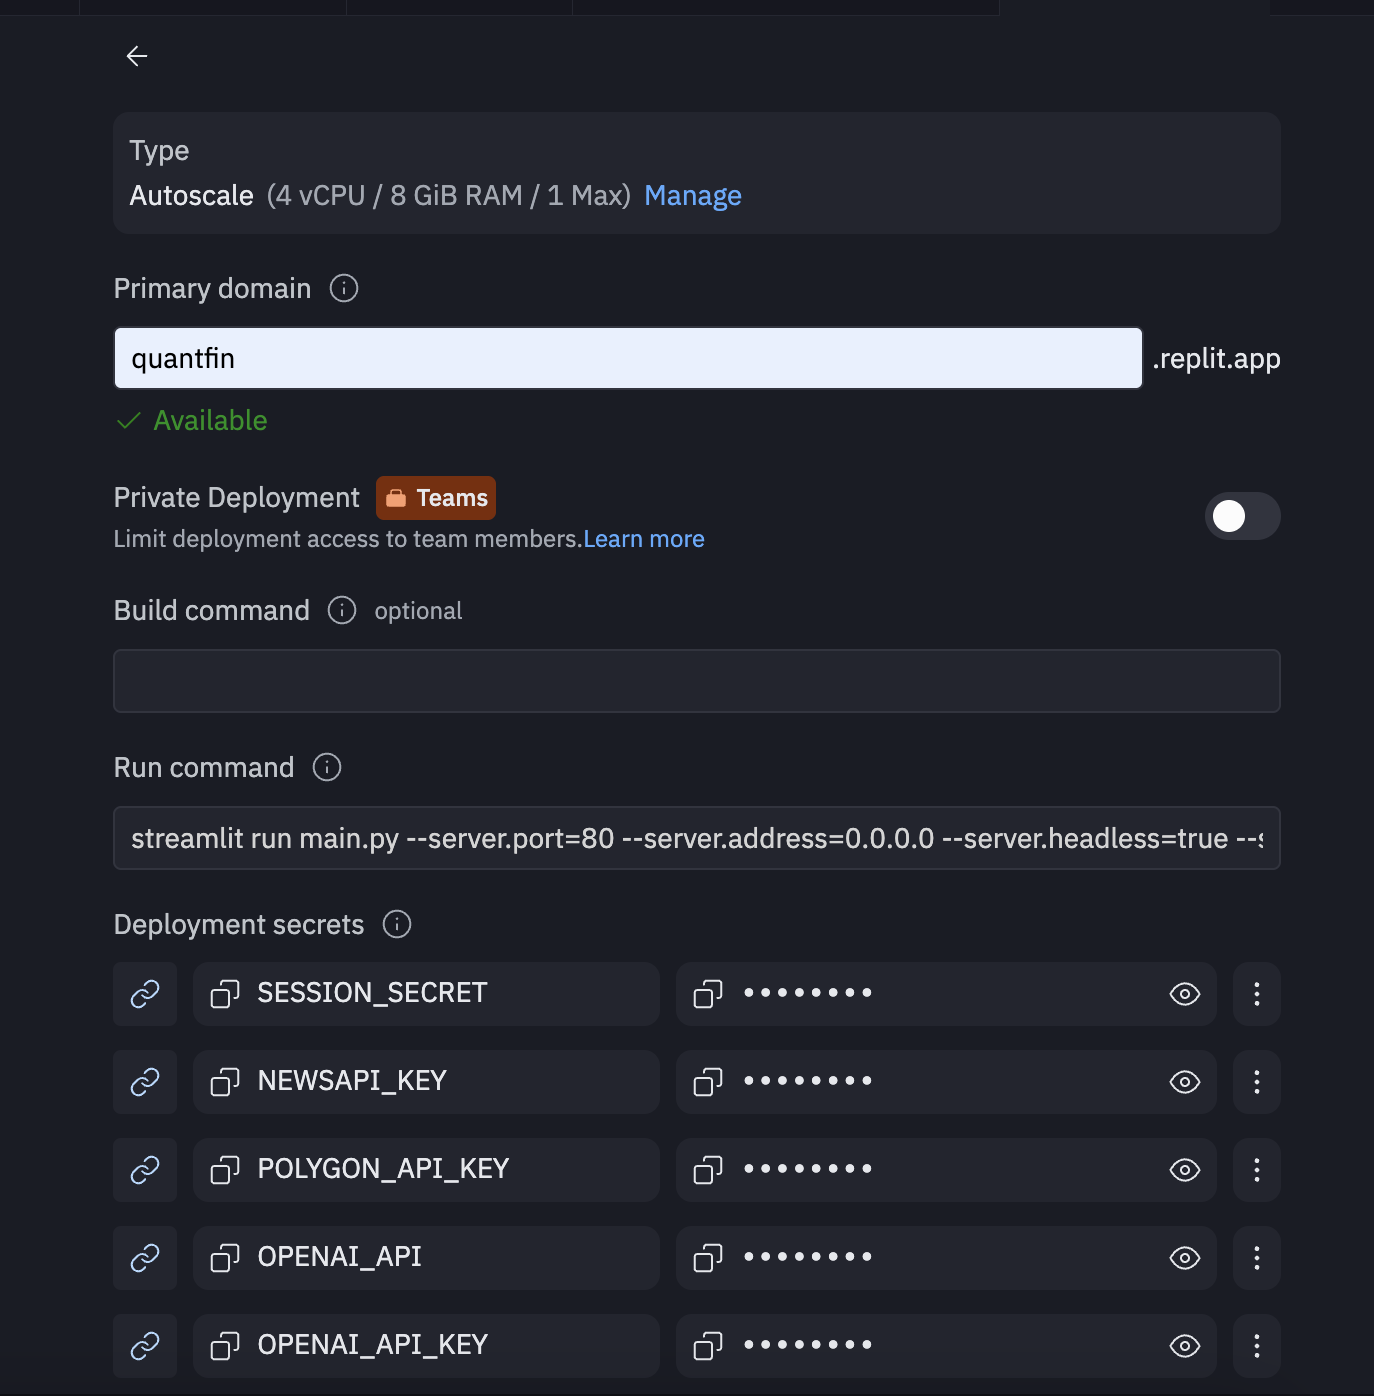 Type
Autoscale (4 vCPU / 8 GiB RAM / 1 Max) Manage
Primary domain
quantfin .replit.app
Available
Private Deployment Teams
Limit deployment access to team members.Learn more
Build command optional
Run command
streamlit run main.py --server.port=80 --server.address=0.0.0.0 --server.headless=true --s
Deployment secrets
SESSION_SECRET ••••••••
NEWSAPI_KEY ••••••••
POLYGON_API_KEY ••••••••
OPENAI_API ••••••••
OPENAI_API_KEY ••••••••